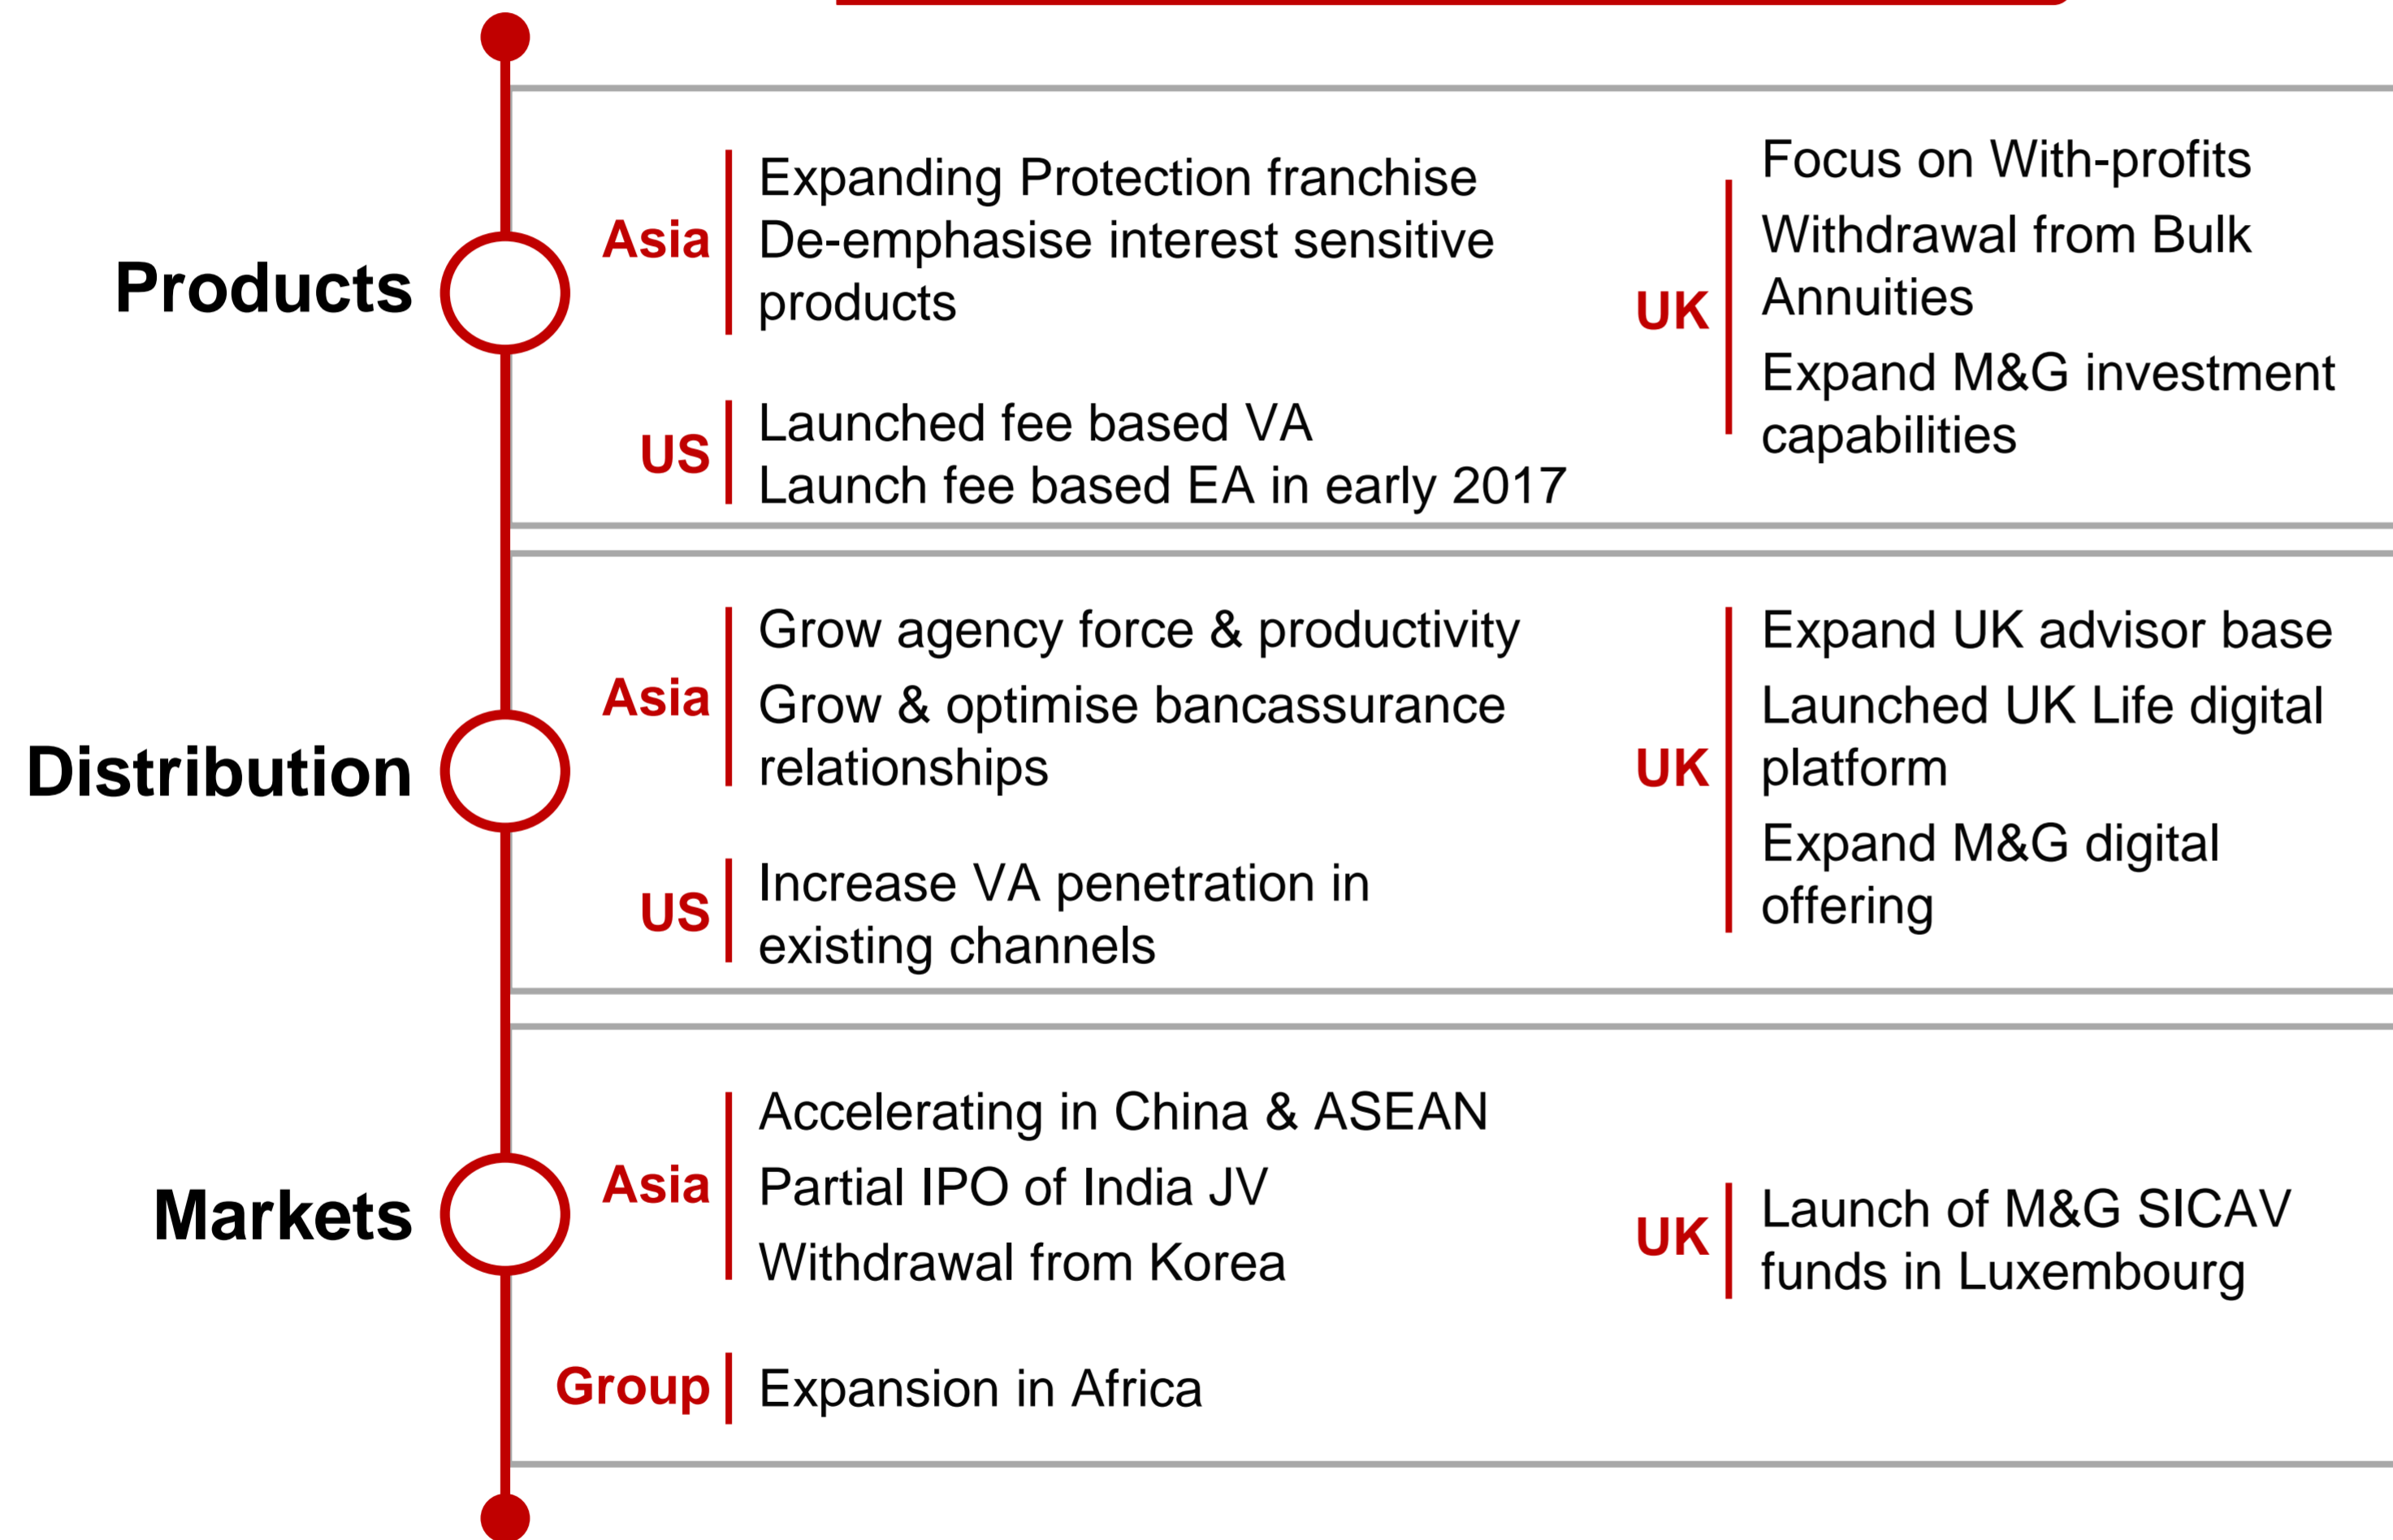 Products
Asia
Expanding Protection franchise
De-emphasise interest sensitive
products
US
Launched fee based VA
Launch fee based EA in early 2017
UK
Focus on With-profits
Withdrawal from Bulk
Annuities
Expand M&G investment
capabilities
Distribution
Asia
Grow agency force & productivity
Grow & optimise bancassurance
relationships
US
Increase VA penetration in
existing channels
UK
Expand UK advisor base
Launched UK Life digital
platform
Expand M&G digital
offering
Markets
Asia
Accelerating in China & ASEAN
Partial IPO of India JV
Withdrawal from Korea
Group
Expansion in Africa
UK
Launch of M&G SICAV
funds in Luxembourg